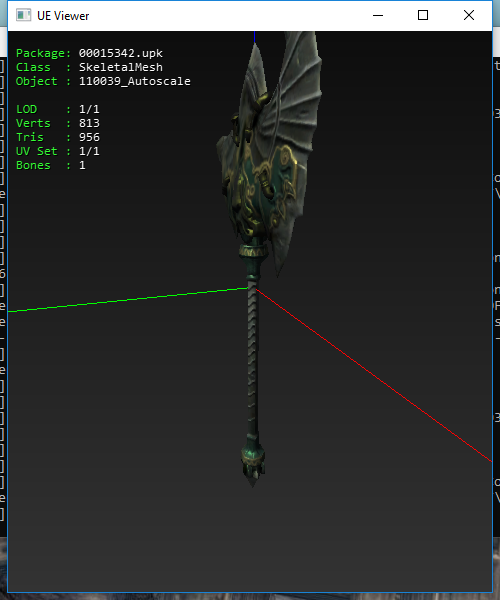 UE Viewer
Package: 00015342.upk
Class  : SkeletalMesh
Object : 110039_Autoscale
LOD    : 1/1
Verts  : 813
Tris   : 956
UV Set : 1/1
Bones  : 1